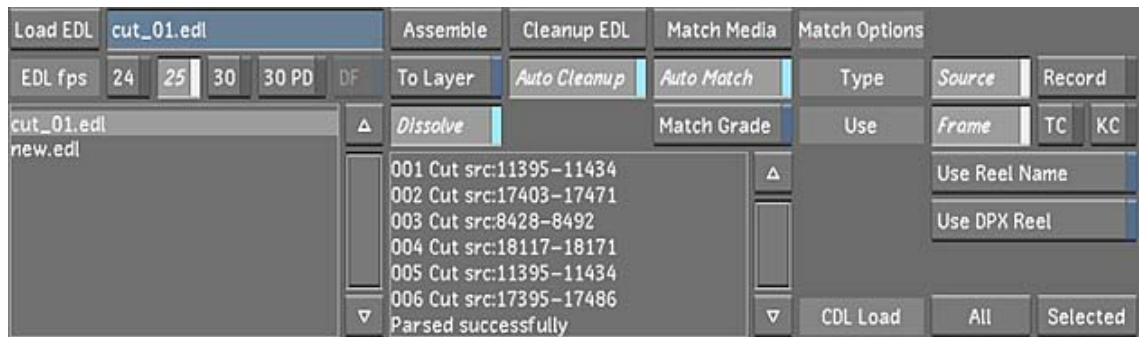 Load EDL cut_01.edl Assemble Cleanup EDL Match Media Match Options
EDL fps 24 25 30 30 PD DF To Layer Auto Cleanup Auto Match Type Source Record
cut_01.edl Dissolve Match Grade Use Frame TC KC
new.edl
001 Cut src:11395-11434
Use Reel Name
002 Cut src:17403-17471
003 Cut src:8428-8492
Use DPX Reel
004 Cut src:18117-18171
005 Cut src:11395-11434
006 Cut src:17395-17486
Parsed successfully
CDL Load All Selected